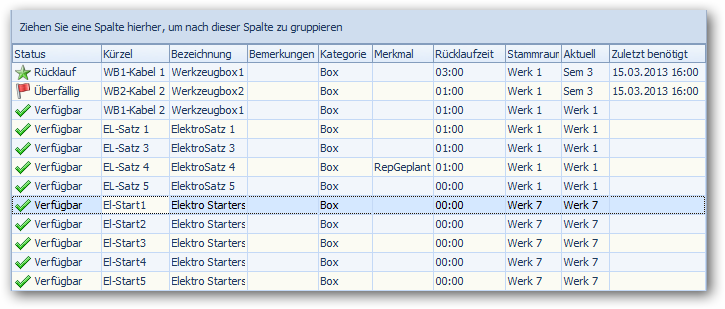 Ziehen Sie eine Spalte hierher, um nach dieser Spalte zu gruppieren
Status Kürzel Bezeichnung Bemerkungen Kategorie Merkmal Rücklaufzeit Stammraum Aktuell Zuletzt benötigt
Rücklauf WB1-Kabel 1 Werkzeugbox1 Box 03:00 Werk 1 Sem 3 15.03.2013 16:00
Überfällig WB2-Kabel 2 Werkzeugbox2 Box 01:00 Werk 1 Sem 3 15.03.2013 16:00
Verfügbar WB1-Kabel 2 Werkzeugbox1 Box 01:00 Werk 1 Werk 1
Verfügbar EL-Satz 1 ElektroSatz 1 Box 01:00 Werk 1 Werk 1
Verfügbar EL-Satz 3 ElektroSatz 3 Box 01:00 Werk 1 Werk 1
Verfügbar EL-Satz 4 ElektroSatz 4 Box RepGeplant 01:00 Werk 1 Werk 1
Verfügbar EL-Satz 5 ElektroSatz 5 Box 00:00 Werk 1 Werk 1
Verfügbar El-Start1 Elektro Starters Box 00:00 Werk 7 Werk 7
Verfügbar El-Start2 Elektro Starters Box 00:00 Werk 7 Werk 7
Verfügbar El-Start3 Elektro Starters Box 00:00 Werk 7 Werk 7
Verfügbar El-Start4 Elektro Starters Box 00:00 Werk 7 Werk 7
Verfügbar El-Start5 Elektro Starters Box 00:00 Werk 7 Werk 7